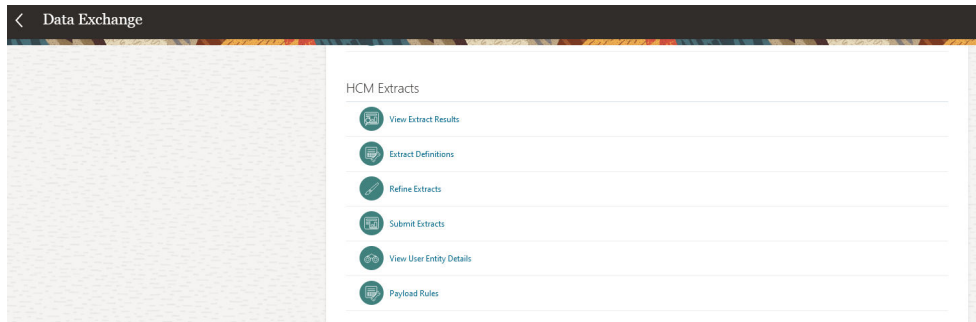 Data Exchange
HCM Extracts
View Extract Results
Extract Definitions
Refine Extracts
Submit Extracts
View User Entity Details
Payload Rules